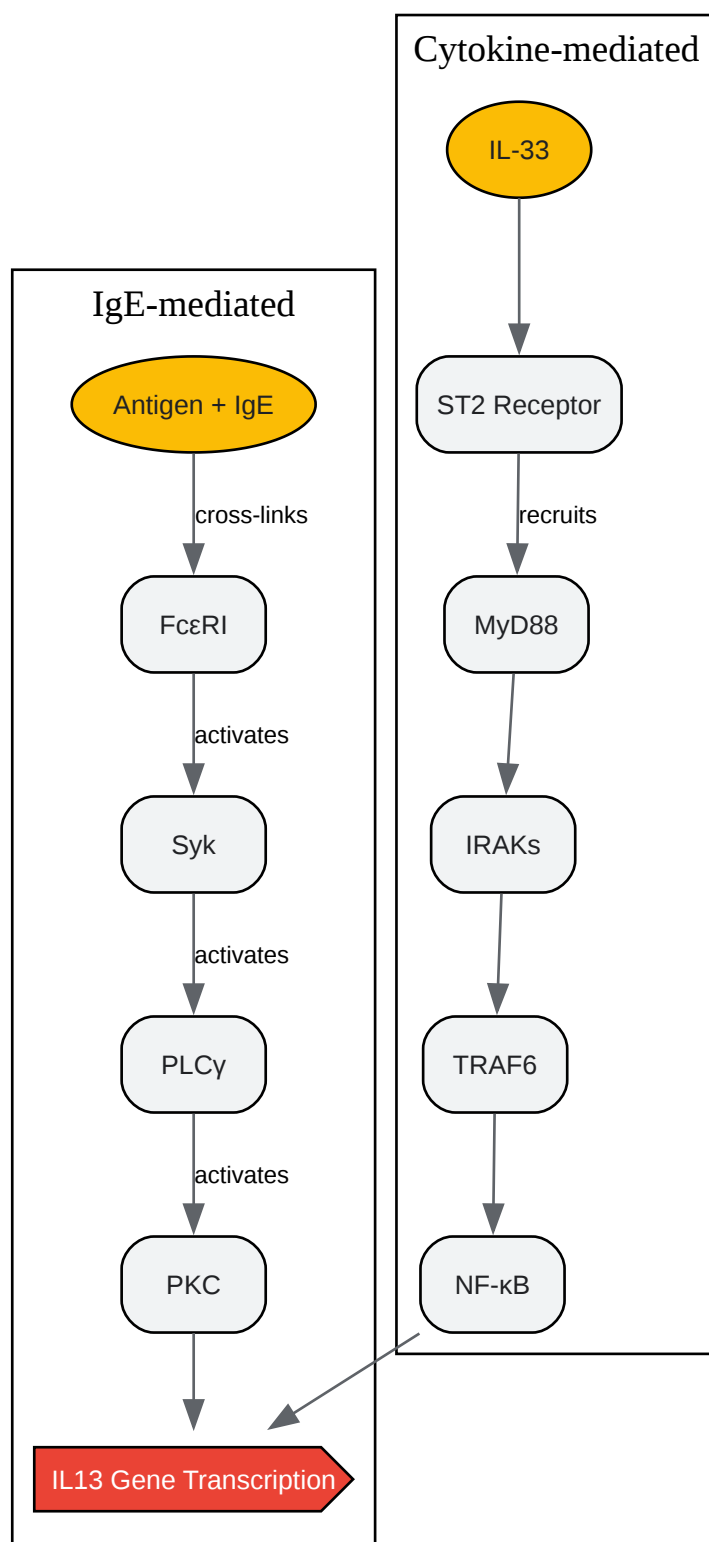 Cytokine-mediated
IL-33
ST2 Receptor
recruits
MyD88
IRAKs
TRAF6
NF-κB
IgE-mediated
Antigen + IgE
cross-links
FcεRI
activates
Syk
activates
PLCγ
activates
PKC
IL13 Gene Transcription